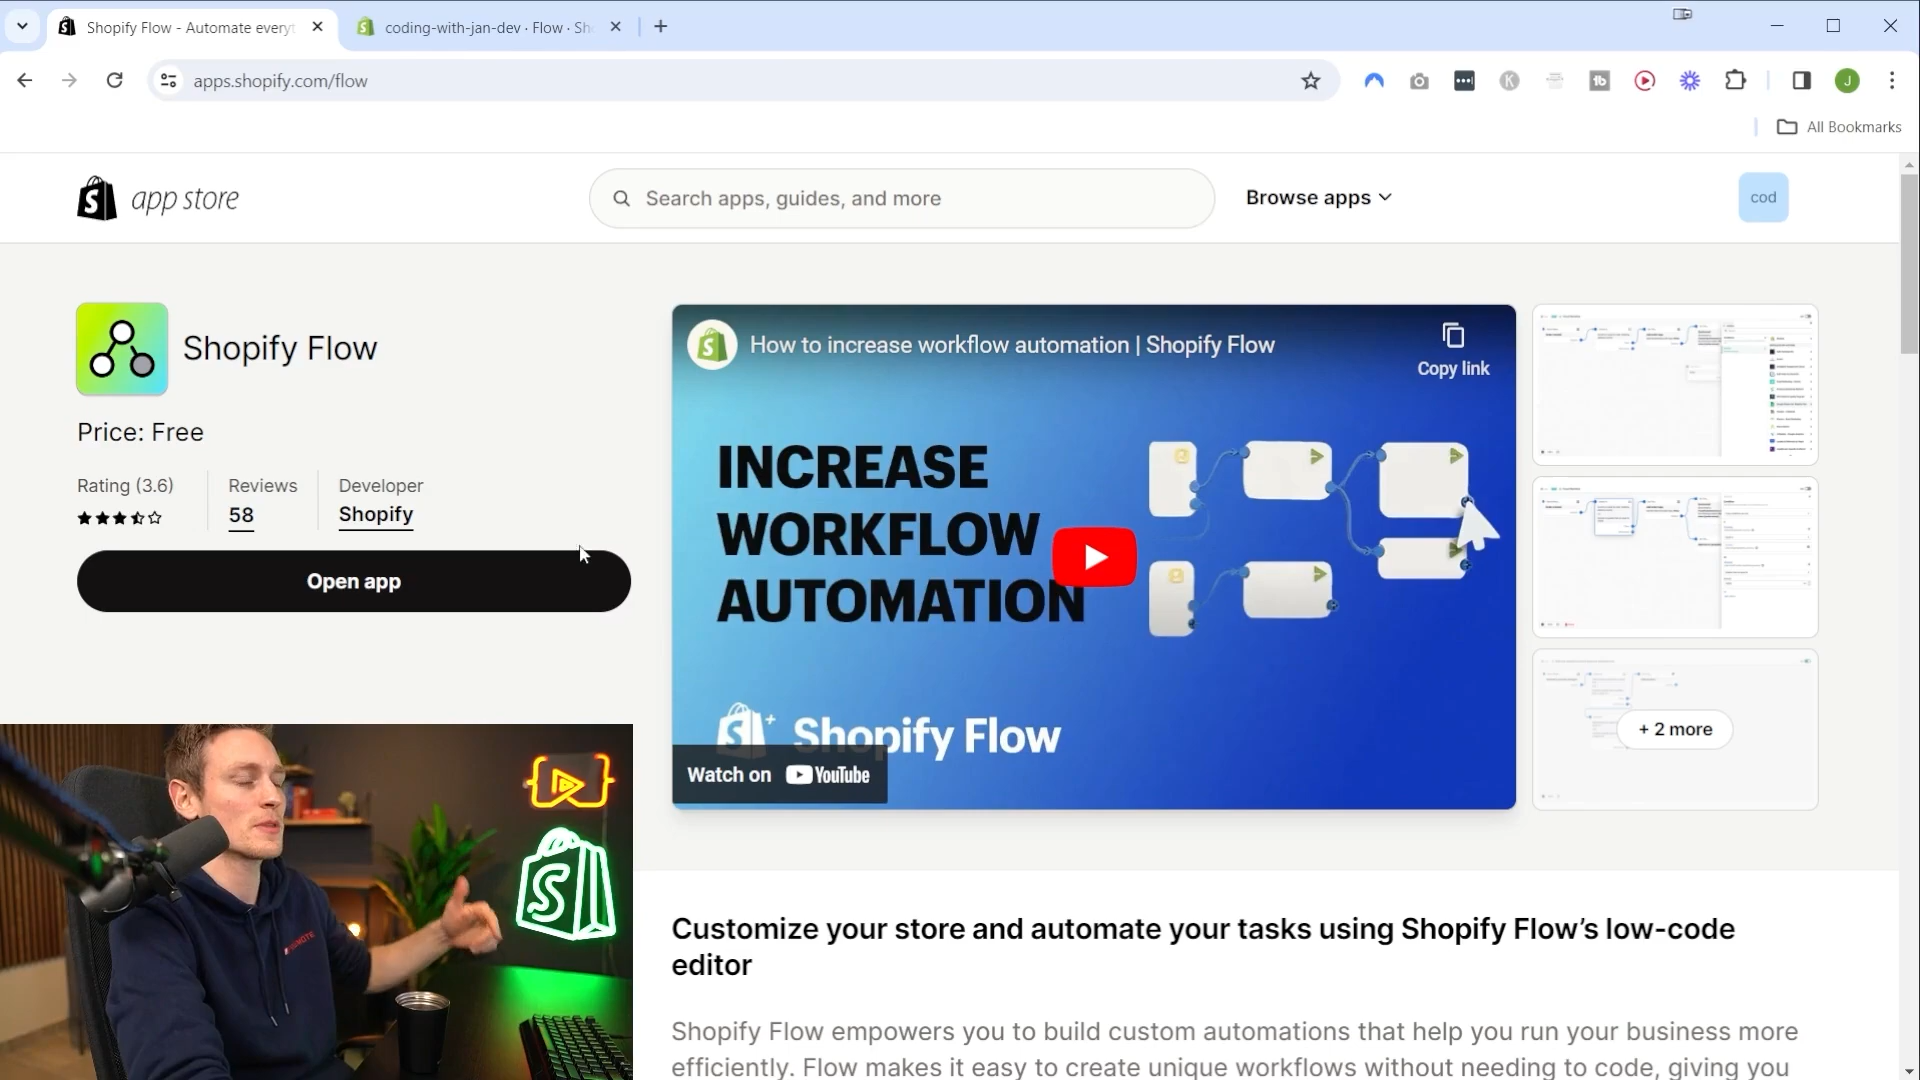 Shopify Flow - Automate everyt
coding-with-jan-dev · Flow · Sh
apps.shopify.com/flow
J
All Bookmarks
app store
Search apps, guides, and more
Browse apps
cod
Shopify Flow
Price: Free
Rating (3.6)
Reviews
Developer
58
Shopify
Open app
How to increase workflow automation | Shopify Flow
Copy link
INCREASE
WORKFLOW
AUTOMATION
Shopify Flow
Watch on YouTube
+ 2 more
Customize your store and automate your tasks using Shopify Flow’s low-code
editor
Shopify Flow empowers you to build custom automations that help you run your business more
efficiently. Flow makes it easy to create unique workflows without needing to code, giving you